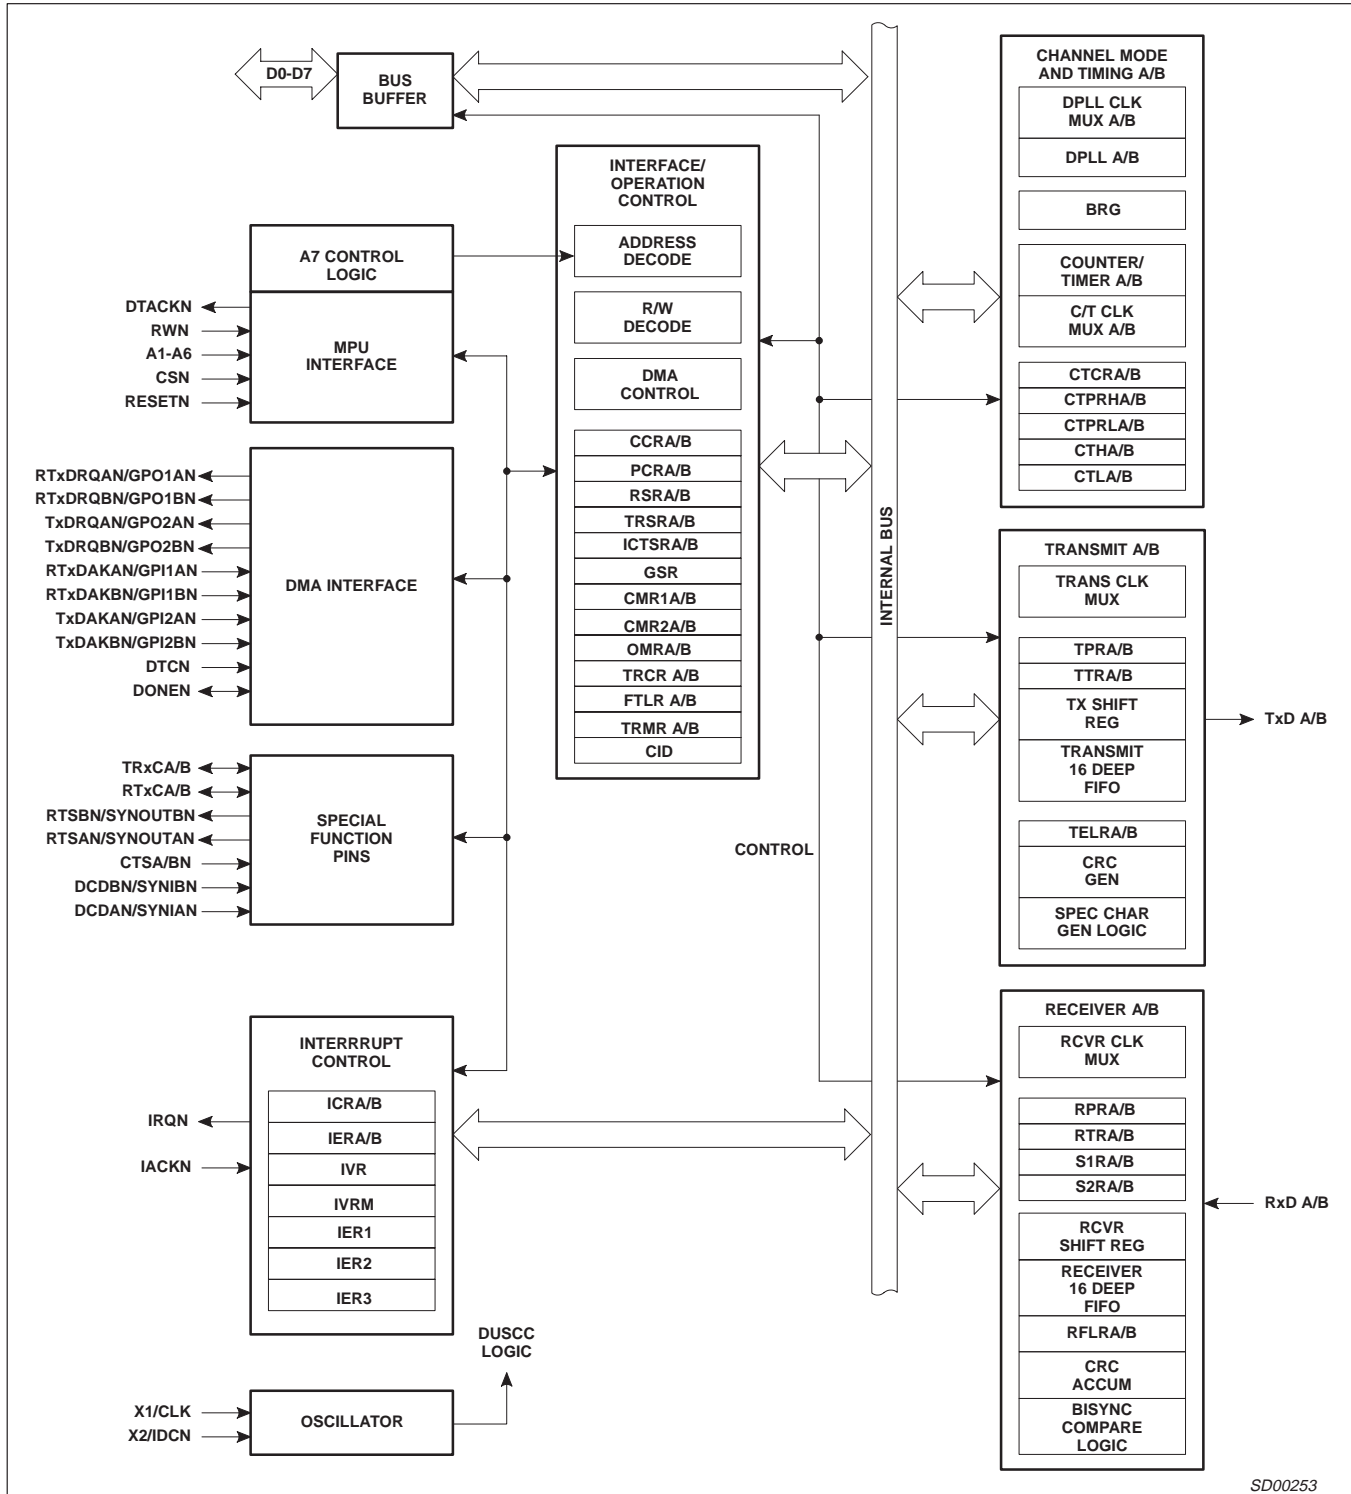 D0-D7
BUS
BUFFER
A7 CONTROL
LOGIC
MPU
INTERFACE
DTACKN
RWN
A1-A6
CSN
RESETN
RTxDRQAN/GPO1AN
RTxDRQBN/GPO1BN
TxDRQAN/GPO2AN
TxDRQBN/GPO2BN
RTxDAKAN/GPI1AN
RTxDAKBN/GPI1BN
TxDAKAN/GPI2AN
TxDAKBN/GPI2BN
DTCN
DONEN
DMA INTERFACE
TRxCA/B
RTxCA/B
RTSBN/SYNOUTBN
RTSAN/SYNOUTAN
CTSA/BN
DCDBN/SYNIBN
DCDAN/SYNIAN
SPECIAL
FUNCTION
PINS
IRQN
IACKN
INTERRRUPT
CONTROL
ICRA/B
IERA/B
IVR
IVRM
IER1
IER2
IER3
X1/CLK
X2/IDCN
OSCILLATOR
DUSCC
LOGIC
INTERFACE/
OPERATION
CONTROL
ADDRESS
DECODE
R/W
DECODE
DMA
CONTROL
CCRA/B
PCRA/B
RSRA/B
TRSRA/B
ICTSRA/B
GSR
CMR1A/B
CMR2A/B
OMRA/B
TRCR A/B
FTLR A/B
TRMR A/B
CID
CONTROL
INTERNAL BUS
CHANNEL MODE
AND TIMING A/B
DPLL CLK
MUX A/B
DPLL A/B
BRG
COUNTER/
TIMER A/B
C/T CLK
MUX A/B
CTCRA/B
CTPRHA/B
CTPRLA/B
CTHA/B
CTLA/B
TRANSMIT A/B
TRANS CLK
MUX
TPRA/B
TTRA/B
TX SHIFT
REG
TRANSMIT
16 DEEP
FIFO
TELRA/B
CRC
GEN
SPEC CHAR
GEN LOGIC
TxD A/B
RECEIVER A/B
RCVR CLK
MUX
RPRA/B
RTRA/B
S1RA/B
S2RA/B
RCVR
SHIFT REG
RECEIVER
16 DEEP
FIFO
RFLRA/B
CRC
ACCUM
BISYNC
COMPARE
LOGIC
RxD A/B
SD00253